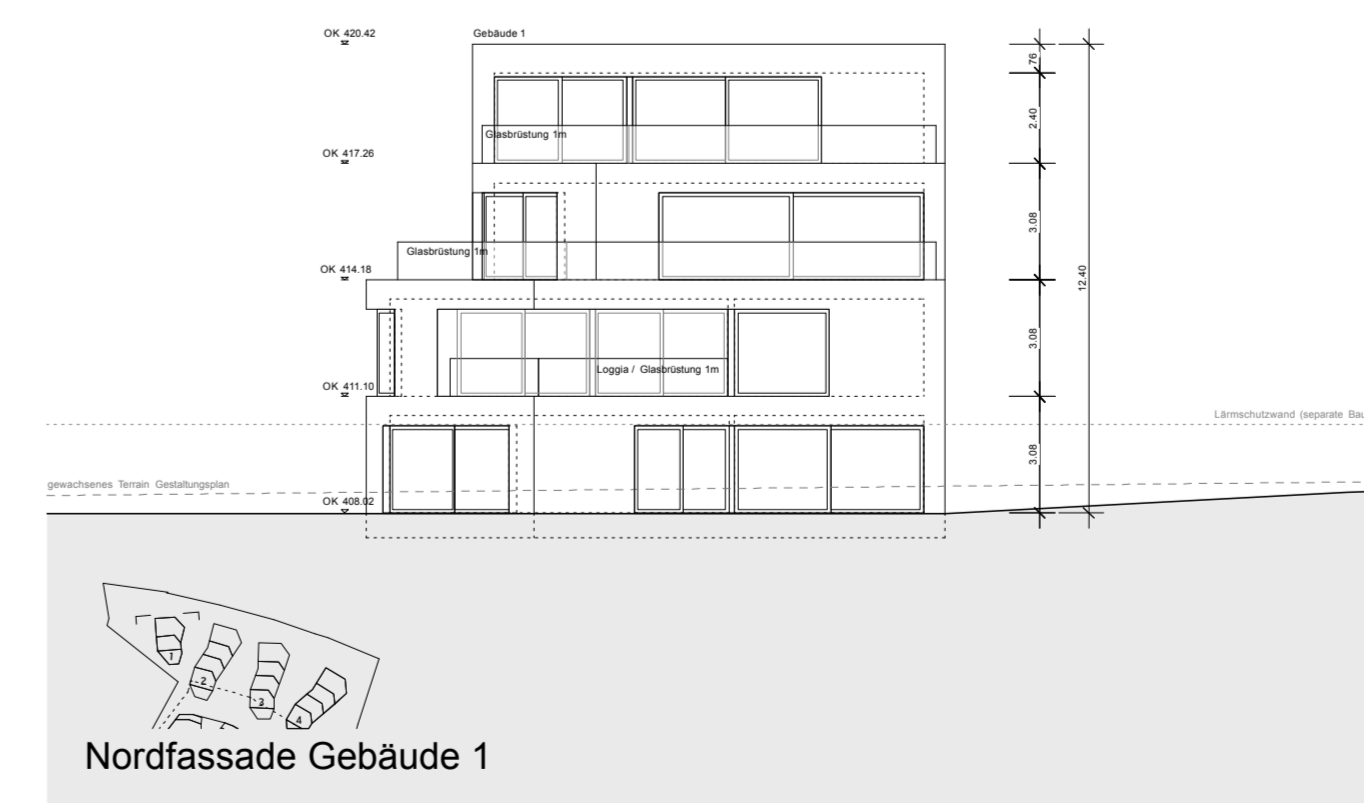 OK 420.42
Gebäude 1
76
2.40
Glasbrüstung 1m
OK 417.26
3.08
Glasbrüstung 1m
OK 414.18
12.40
3.08
Loggia / Glasbrüstung 1m
OK 411.10
Lärmschutzwand (separate Bau
3.08
gewachsenes Terrain Gestaltungsplan
OK 408.02
1
2
3
4
Nordfassade Gebäude 1